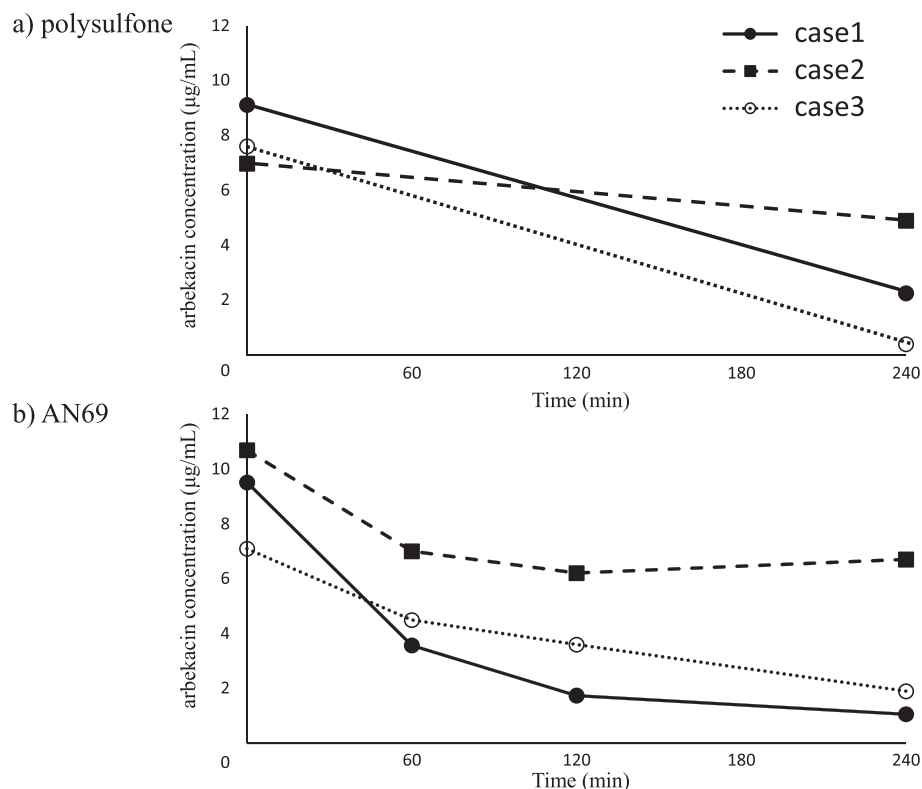 a) polysulfone
case1
case2
case3
arbekacin concentration (μg/mL)
12
10
8
6
4
2
0
60
120
180
240
Time (min)
b) AN69
arbekacin concentration (μg/mL)
12
10
8
6
4
2
0
60
120
180
240
Time (min)